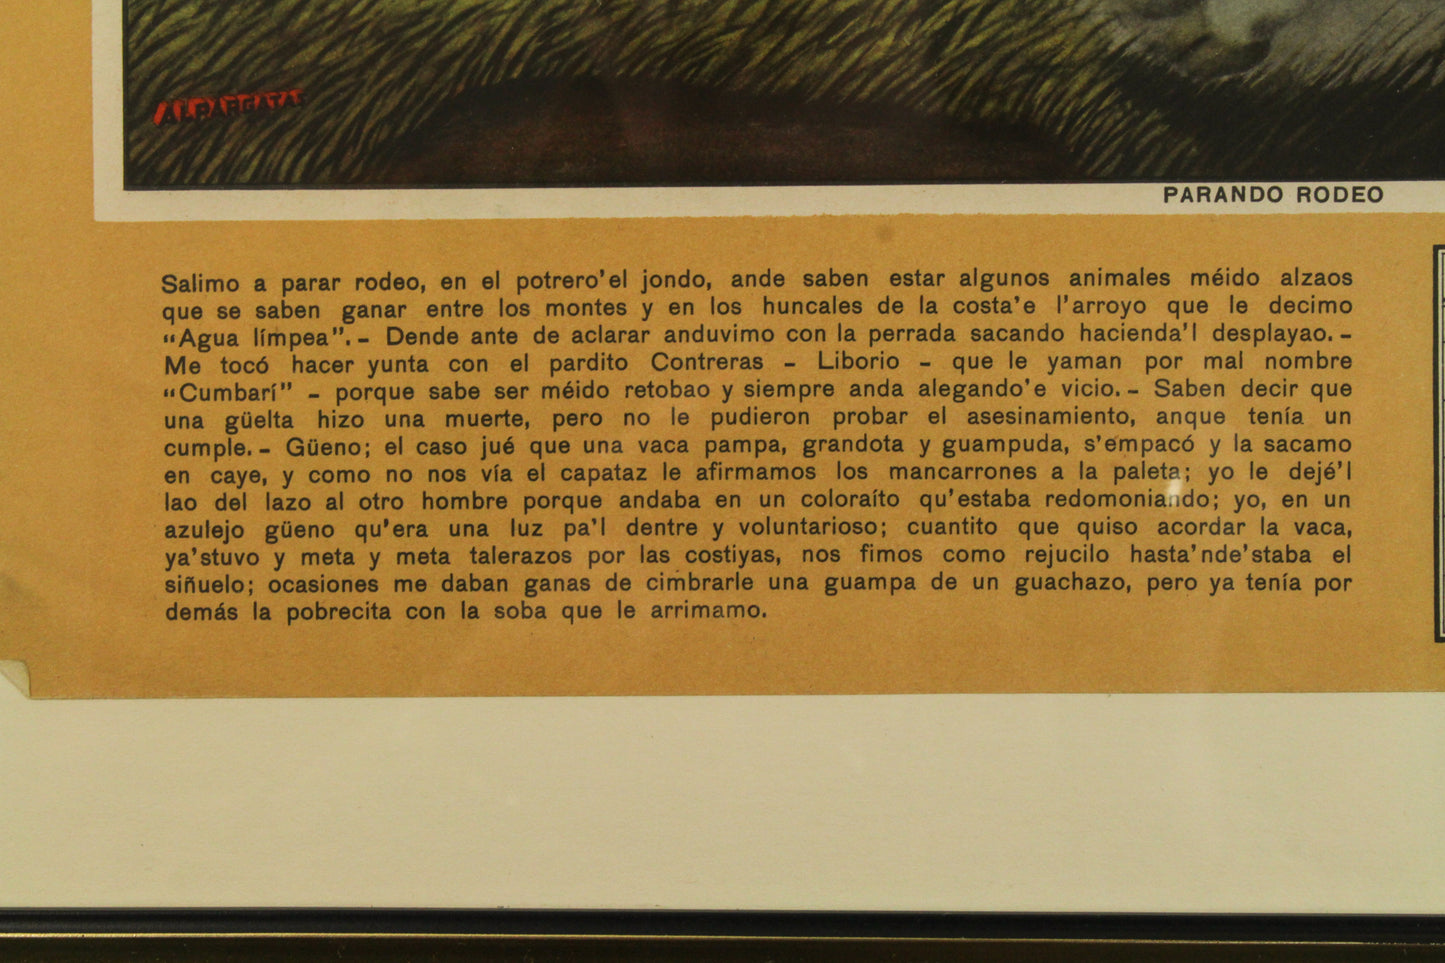 ALPARGATAS
PARANDO RODEO
Salimo a parar rodeo, en el potrero'el jondo, ande saben estar algunos animales méido alzaos
que se saben ganar entre los montes y en los huncales de la costa'e l'arroyo que le decimo
"Agua límpea".- Dende ante de aclarar anduvimo con la perrada sacando hacienda'l desplayao.-
Me tocó hacer yunta con el pardito Contreras - Liborio - que le yaman por mal nombre
"Cumbarí" - porque sabe ser méido retobao y siempre anda alegando'e vicio.- Saben decir que
una güelta hizo una muerte, pero no le pudieron probar el asesinamiento, anque tenía un
cumple.- Güeno; el caso jué que una vaca pampa, grandota y guampuda, s'empacó y la sacamo
en caye, y como no nos vía el capataz le afirmamos los mancarrones a la paleta; yo le dejé'l
lao del lazo al otro hombre porque andaba en un coloraíto qu'estaba redomoniando; yo, en un
azulejo güeno qu'era una luz pa'l dentre y voluntarioso; cuantito que quiso acordar la vaca,
ya'stuvo y meta y meta talerazos por las costiyas, nos fimos como rejucilo hasta'nde'staba el
siñuelo; ocasiones me daban ganas de cimbrarle una guampa de un guachazo, pero ya tenía por
demás la pobrecita con la soba que le arrimamo.